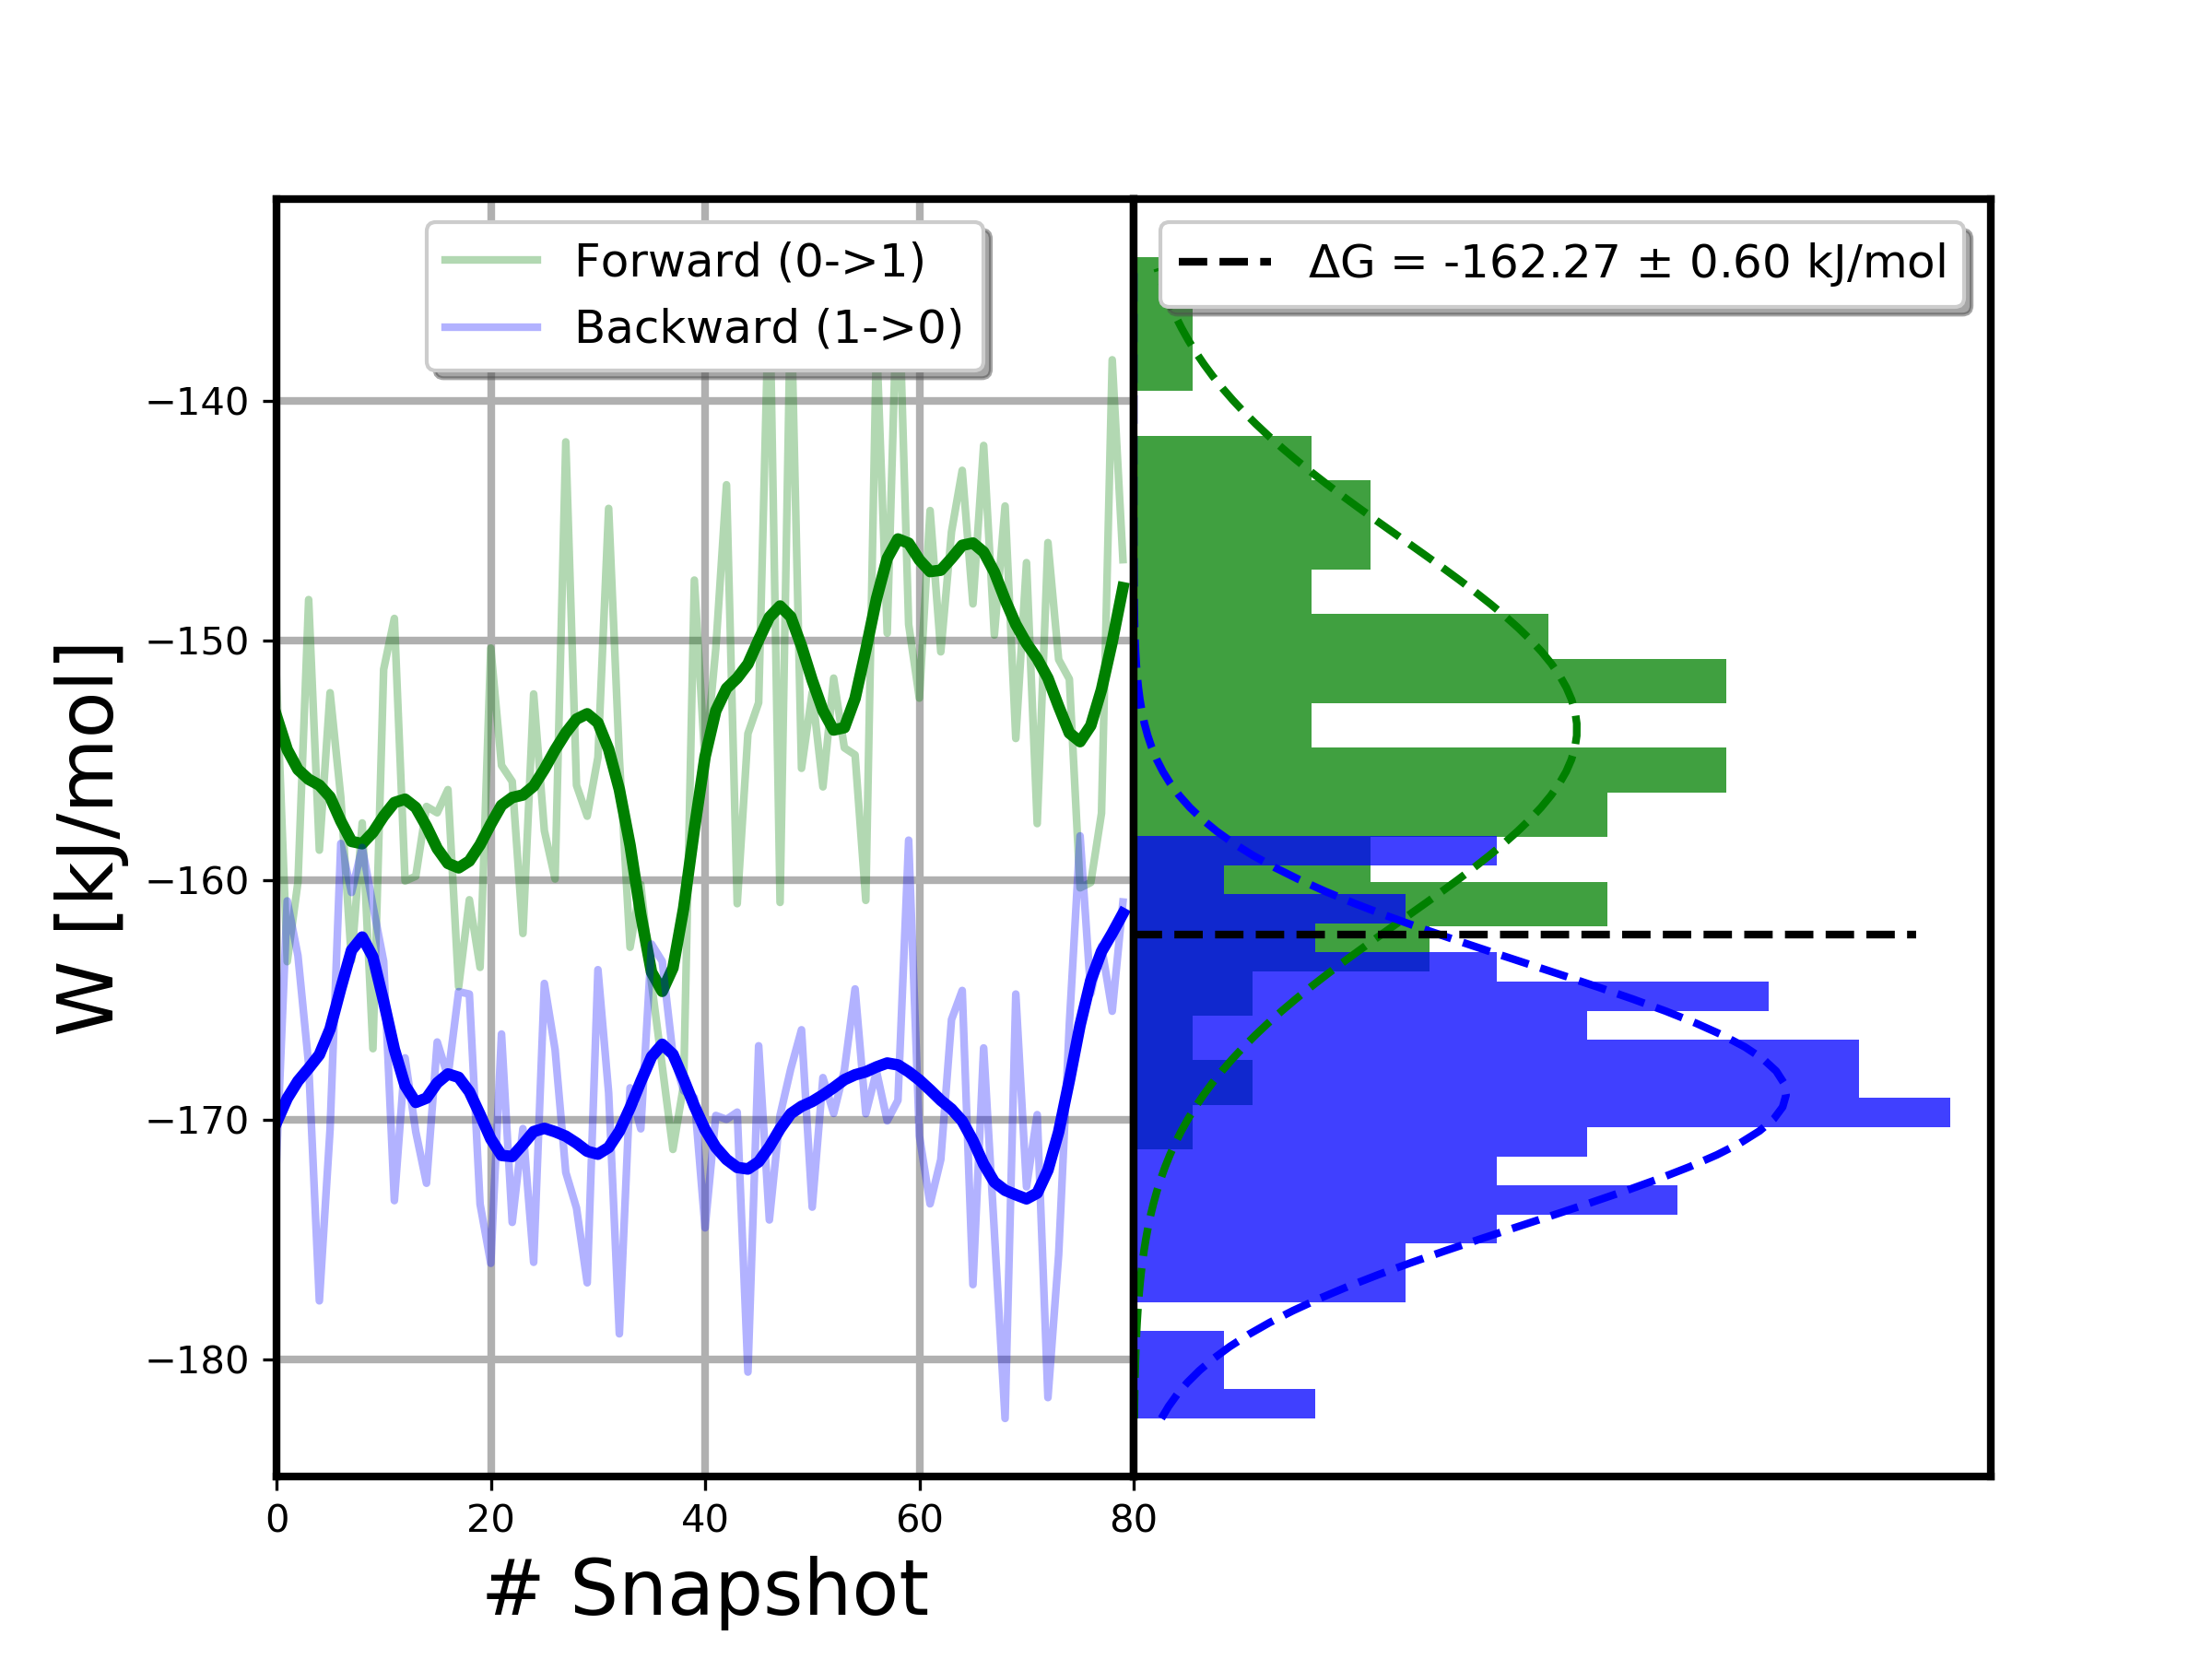 Forward (0->1)
Backward (1->0)
ΔG = -162.27 ± 0.60 kJ/mol
−140
−150
−160
−170
−180
W [kJ/mol]
0 20 40 60 80
# Snapshot